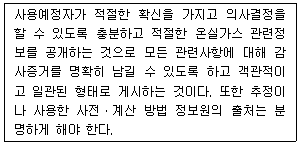 사용예정자가 적절한 확신을 가지고 의사결정을
할 수 있도록 충분하고 적절한 온실가스 관련정
보를 공개하는 것으로 모든 관련사항에 대해 감
사증거를 명확히 남길 수 있도록 하고 객관적이
고 일관된 형태로 게시하는 것이다. 또한 추정이
나 사용한 사전·계산 방법 정보원의 출처는 분
명하게 해야 한다.